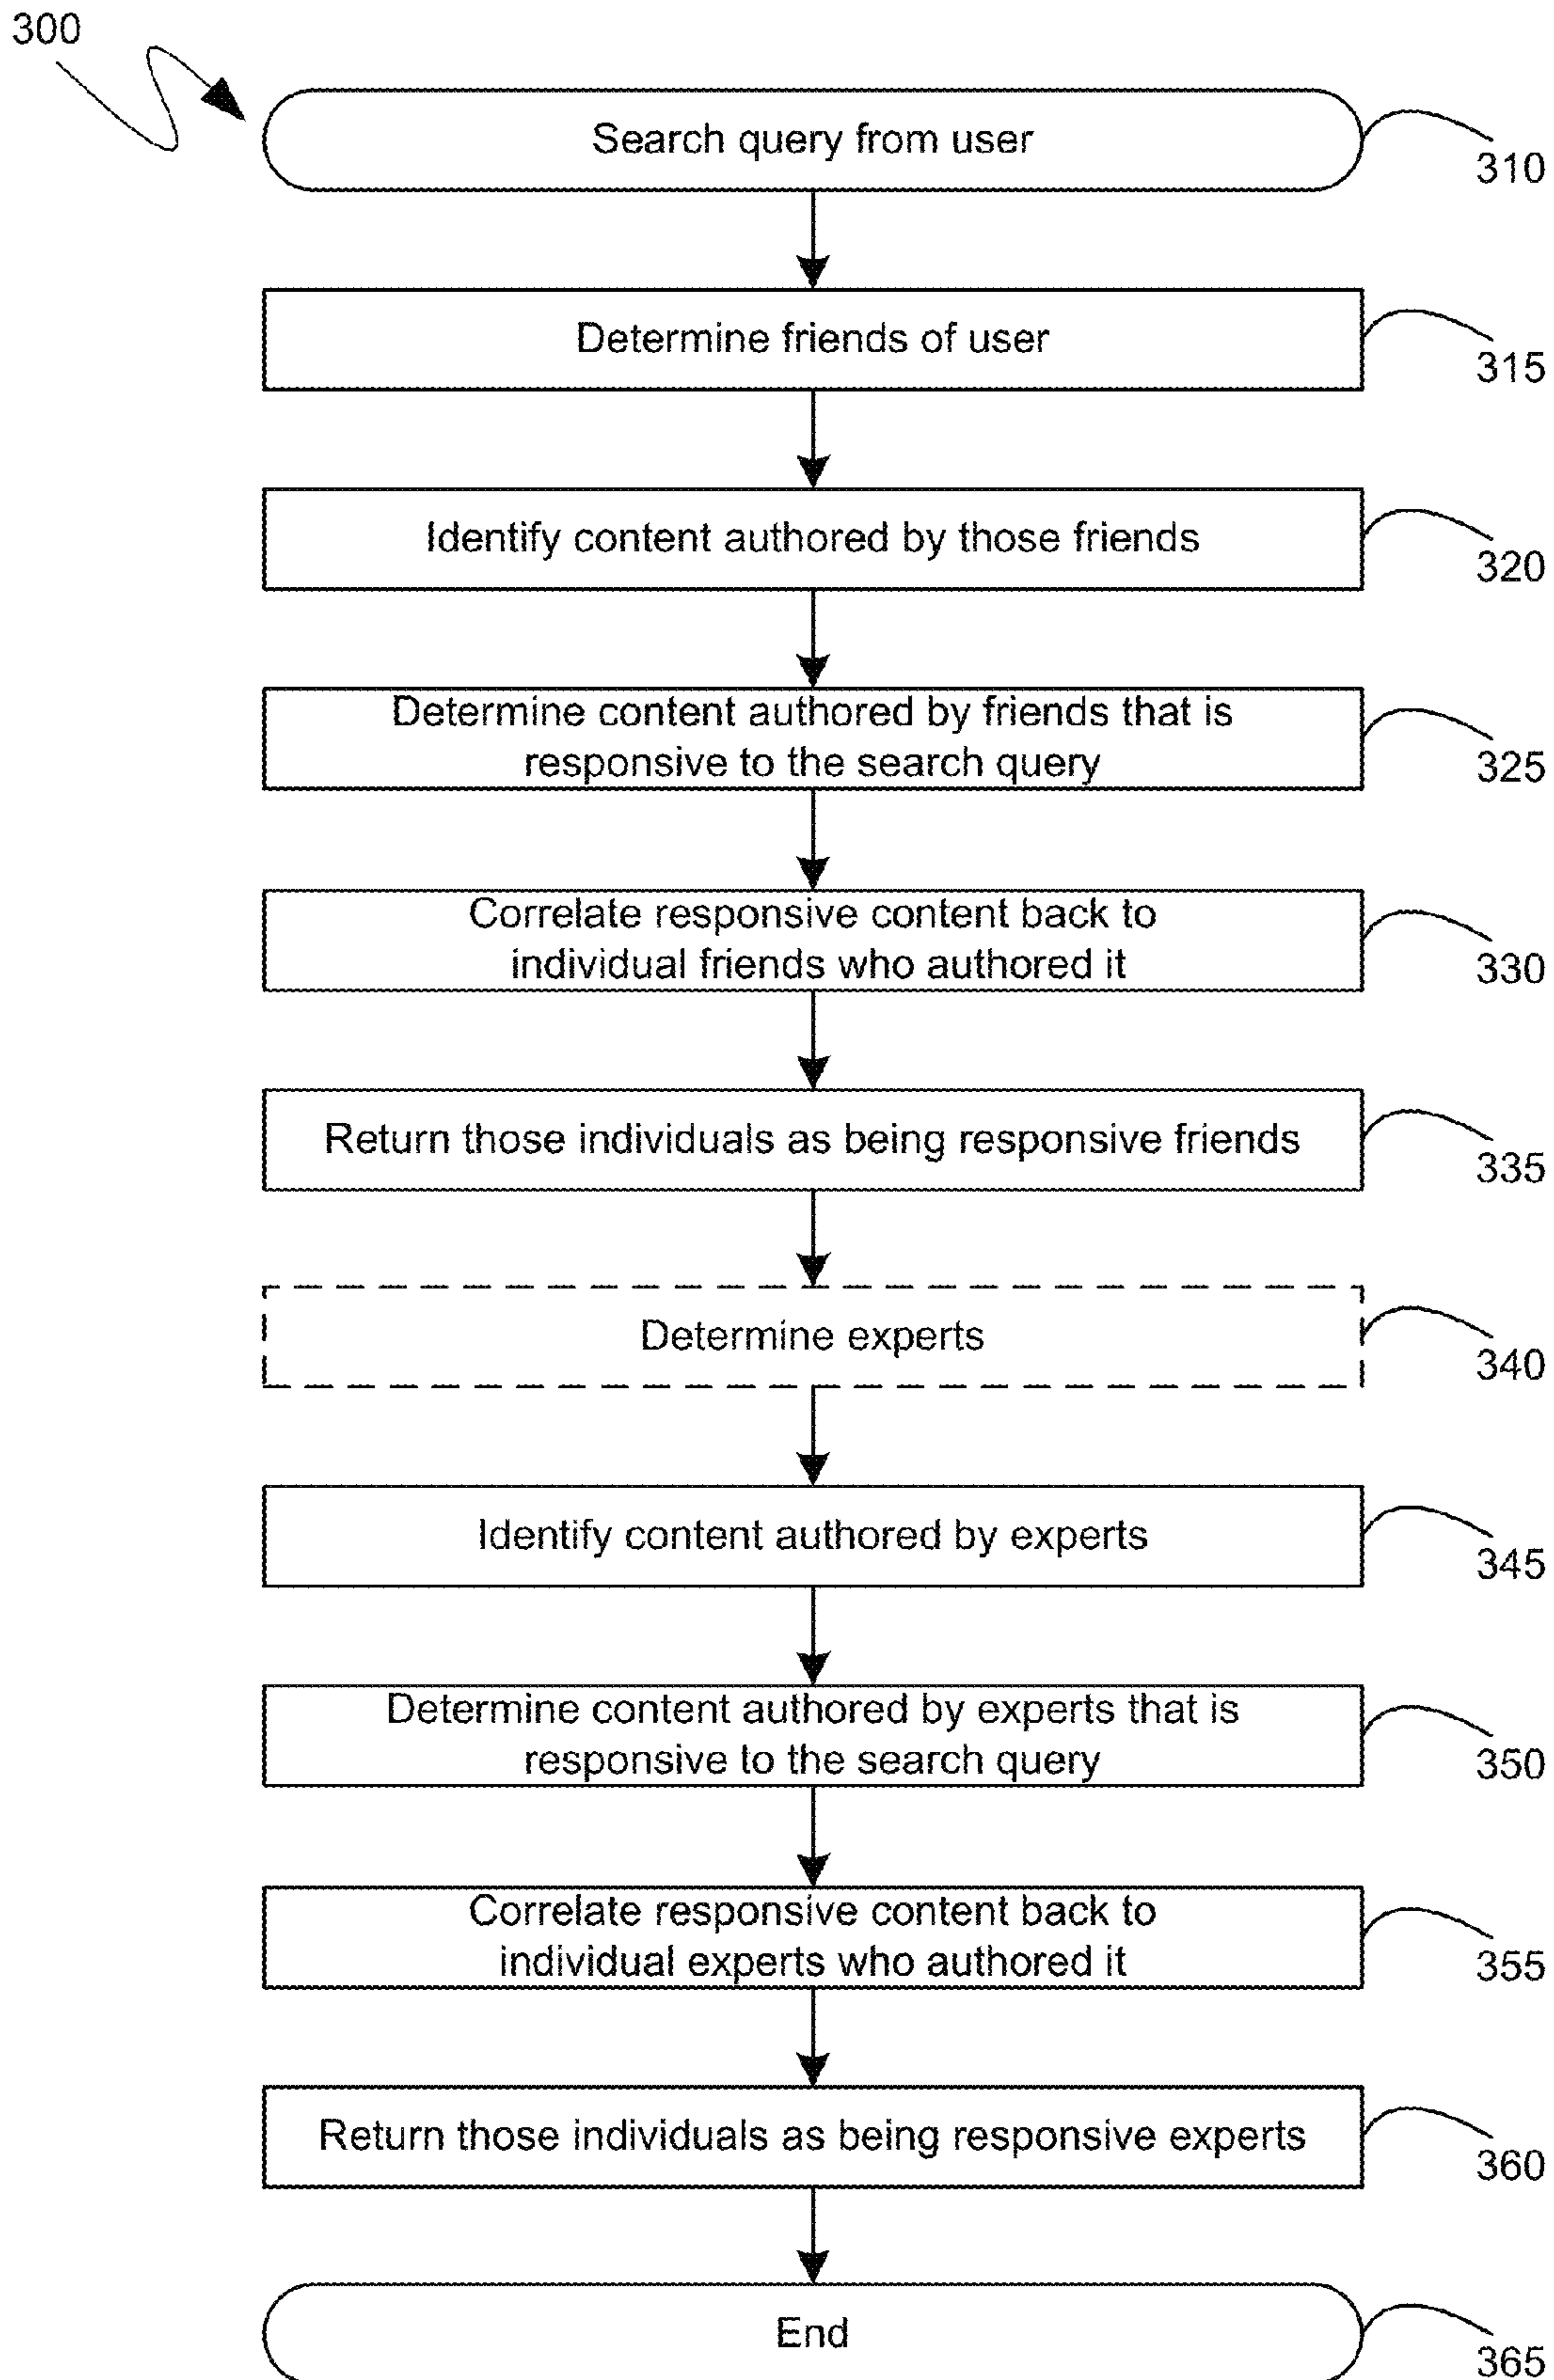 300
Search query from user
310
Determine friends of user
315
Identify content authored by those friends
320
Determine content authored by friends that is
responsive to the search query
325
Correlate responsive content back to
individual friends who authored it
330
Return those individuals as being responsive friends
335
Determine experts
340
Identify content authored by experts
345
Determine content authored by experts that is
responsive to the search query
350
Correlate responsive content back to
individual experts who authored it
355
Return those individuals as being responsive experts
360
End
365